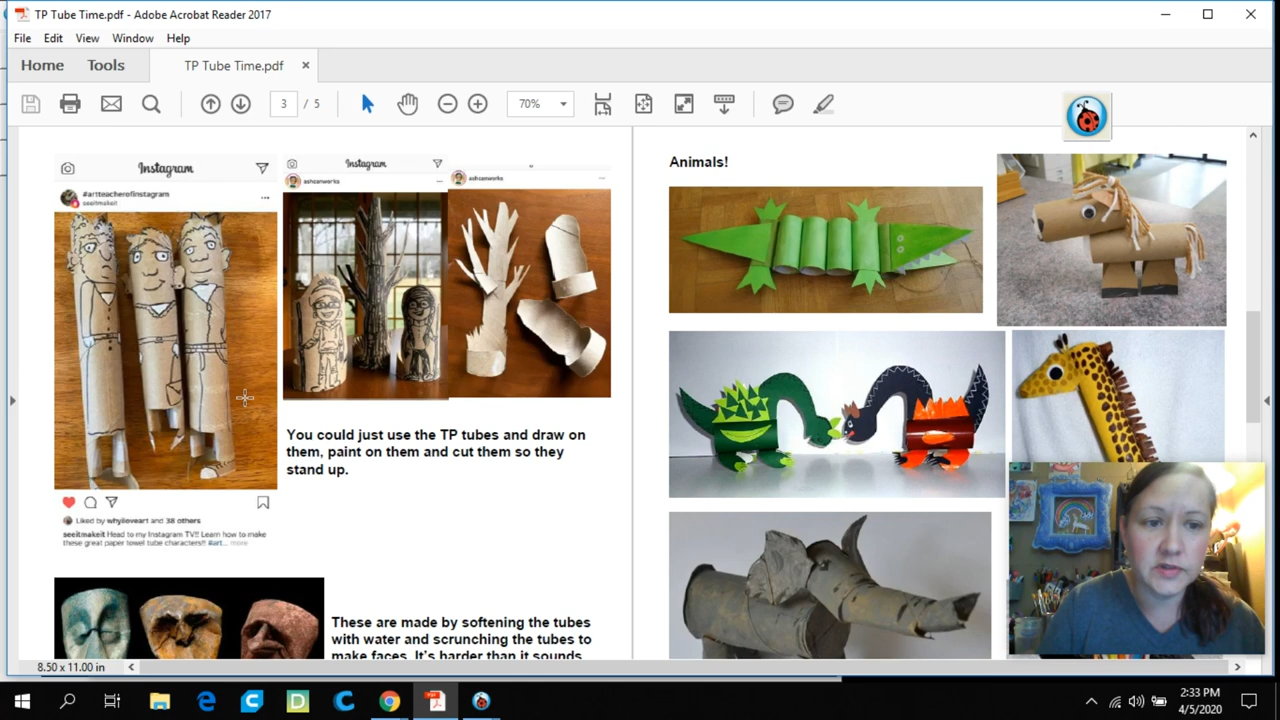 TP Tube Time.pdf - Adobe Acrobat Reader 2017
File Edit View Window Help
Home Tools TP Tube Time.pdf ×
3 / 5 70%
Instagram
#artteacherofinstagram
seeitmakeit
Instagram
ashsanworks
ashsanworks
You could just use the TP tubes and draw on
them, paint on them and cut them so they
stand up.
Liked by whyiloveart and 38 others
seeitmakeit Head to my Instagram TV!! Learn how to make
these great paper towel tube characters!! #art... more
These are made by softening the tubes
with water and scrunching the tubes to
make faces. It's harder than it sounds
Animals!
8.50 x 11.00 in
2:33 PM
4/5/2020